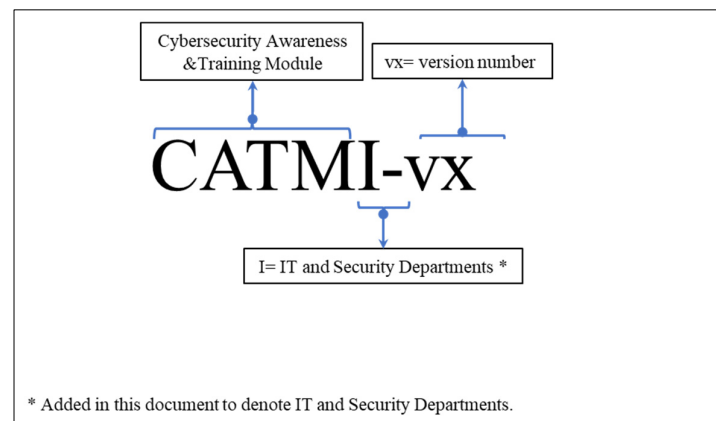 Cybersecurity Awareness
&Training Module
vx= version number
CATMI-vx
I= IT and Security Departments *
* Added in this document to denote IT and Security Departments.